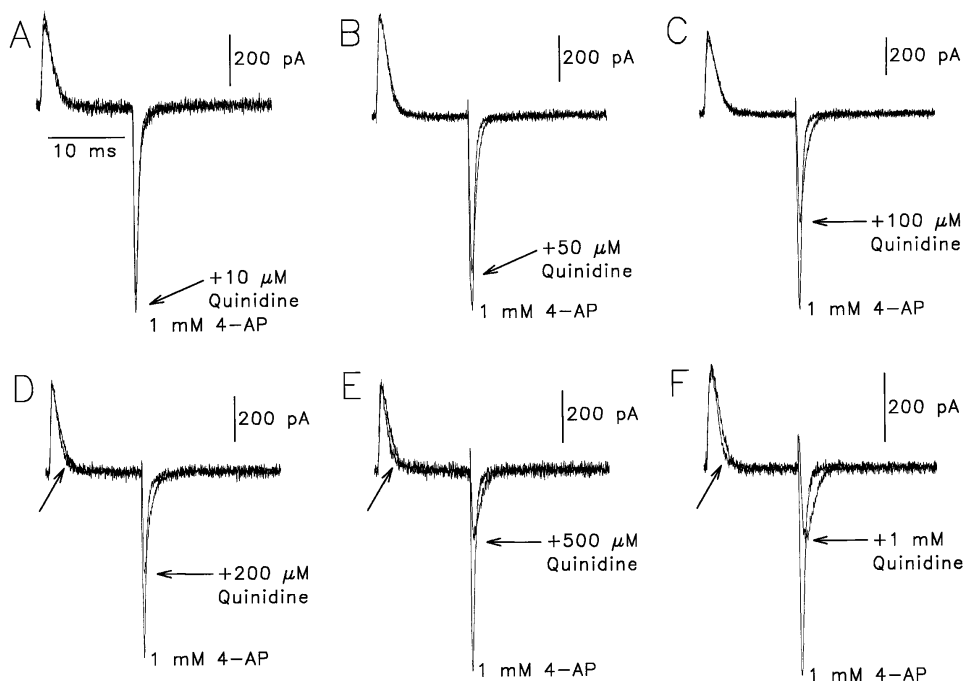 A
200 pA
10 ms
+10 μM
Quinidine
1 mM 4-AP
B
200 pA
+50 μM
Quinidine
1 mM 4-AP
C
200 pA
+100 μM
Quinidine
1 mM 4-AP
D
200 pA
+200 μM
Quinidine
1 mM 4-AP
E
200 pA
+500 μM
Quinidine
1 mM 4-AP
F
200 pA
+1 mM
Quinidine
1 mM 4-AP